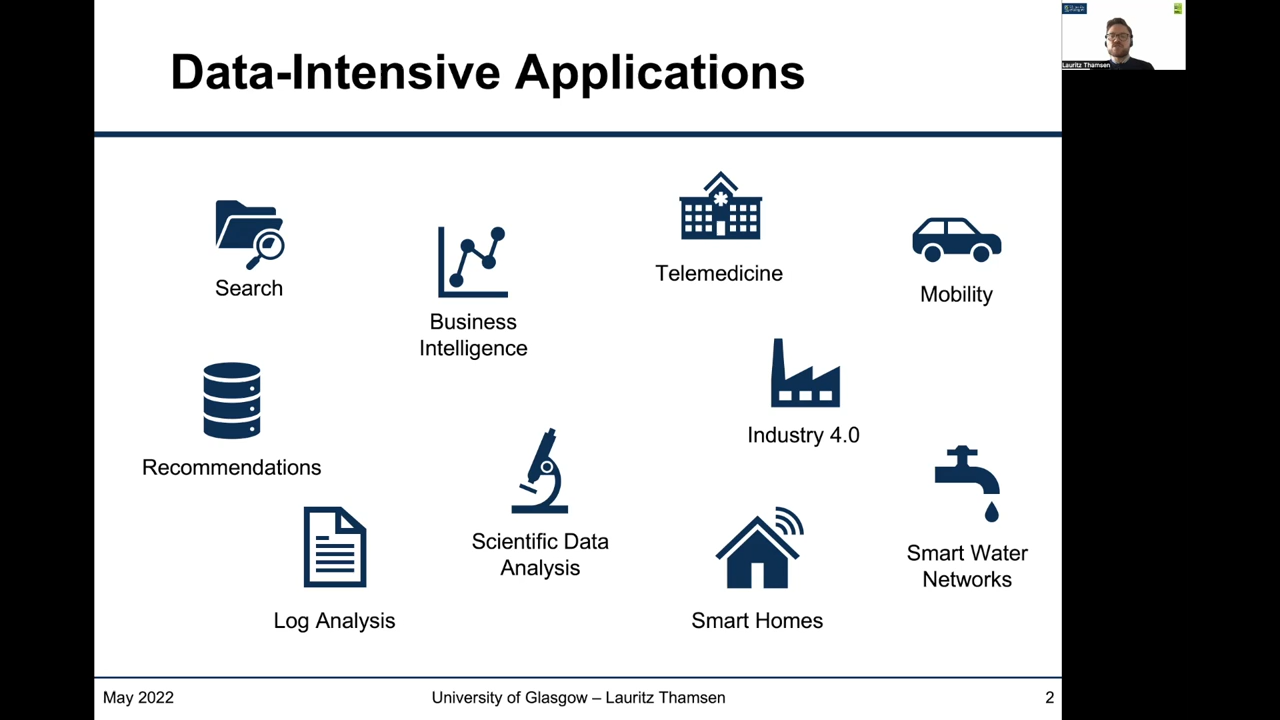 Data-Intensive Applications
Lauritz Thamsen
Search
Business
Intelligence
Telemedicine
Mobility
Recommendations
Industry 4.0
Log Analysis
Scientific Data
Analysis
Smart Homes
Smart Water
Networks
May 2022
University of Glasgow – Lauritz Thamsen
2